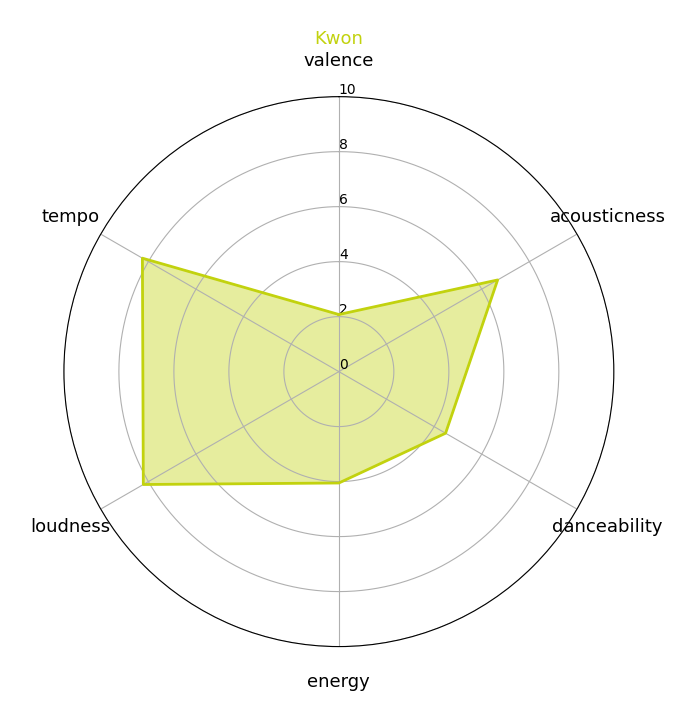 Kwon
valence
10
8
6
4
2
0
tempo
acousticness
loudness
danceability
energy